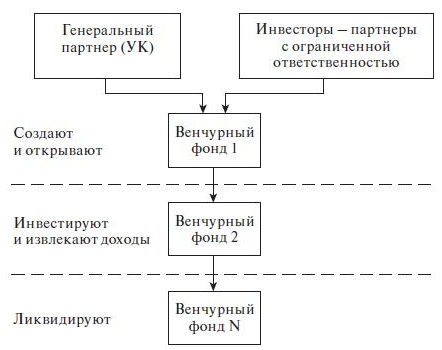 Генеральный
партнер (УК)
Инвесторы – партнеры
с ограниченной
ответственностью
Создают
и открывают
Венчурный
фонд 1
Инвестируют
и извлекают доходы
Венчурный
фонд 2
Ликвидируют
Венчурный
фонд N